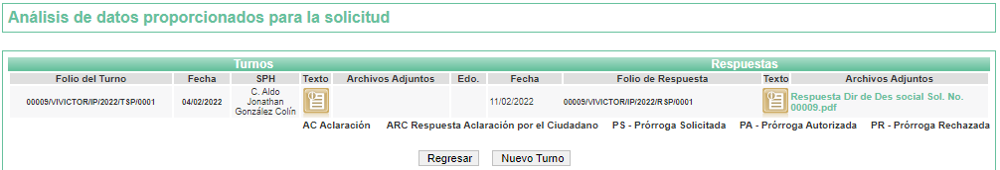 Análisis de datos proporcionados para la solicitud
Turnos Respuestas
Folio del Turno Fecha SPH Texto Archivos Adjuntos Edo. Fecha Folio de Respuesta Texto Archivos Adjuntos
00009/VIVICTOR/IP/2022/TSP/0001 04/02/2022 C. Aldo Jonathan González Colín 11/02/2022 00009/VIVICTOR/IP/2022/RSP/0001 Respuesta Dir de Des social Sol. No. 00009.pdf
AC Aclaración ARC Respuesta Aclaración por el Ciudadano PS - Prórroga Solicitada PA - Prórroga Autorizada PR - Prórroga Rechazada
Regresar Nuevo Turno